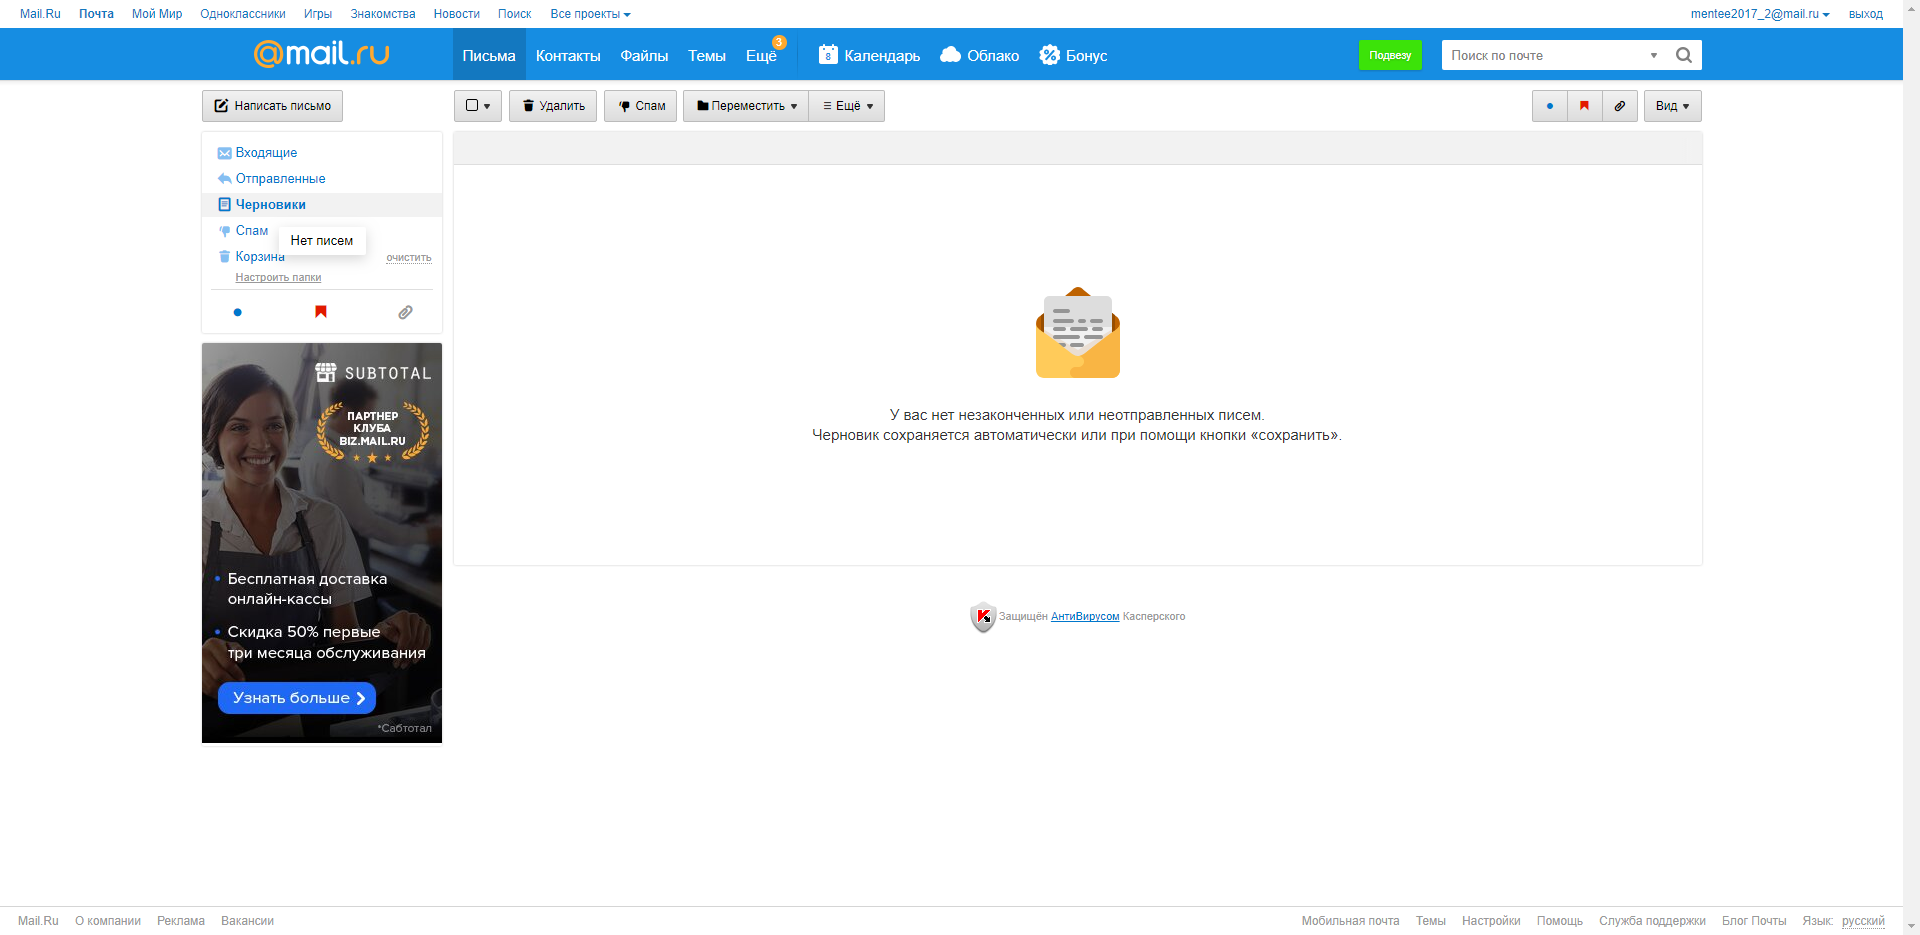 Mail.Ru Почта Мой Мир Одноклассники Игры Знакомства Новости Поиск Все проекты mentee2017_2@mail.ru выход
@mail.ru Письма Контакты Файлы Темы Ещё 3 8 Календарь Облако Бонус Подвезу Поиск по почте
Написать письмо Удалить Спам Переместить Ещё Вид
Входящие
Отправленные
Черновики
Спам
Нет писем
Корзина очистить
Настроить папки
SUBTOTAL
ПАРТНЕР
КЛУБА
BIZ.MAIL.RU
Бесплатная доставка
онлайн-кассы
Скидка 50% первые
три месяца обслуживания
Узнать больше
*Сабтотал
У вас нет незаконченных или неотправленных писем.
Черновик сохраняется автоматически или при помощи кнопки «сохранить».
Защищён АнтиВирусом Касперского
Mail.Ru О компании Реклама Вакансии Мобильная почта Темы Настройки Помощь Служба поддержки Блог Почты Язык: русский